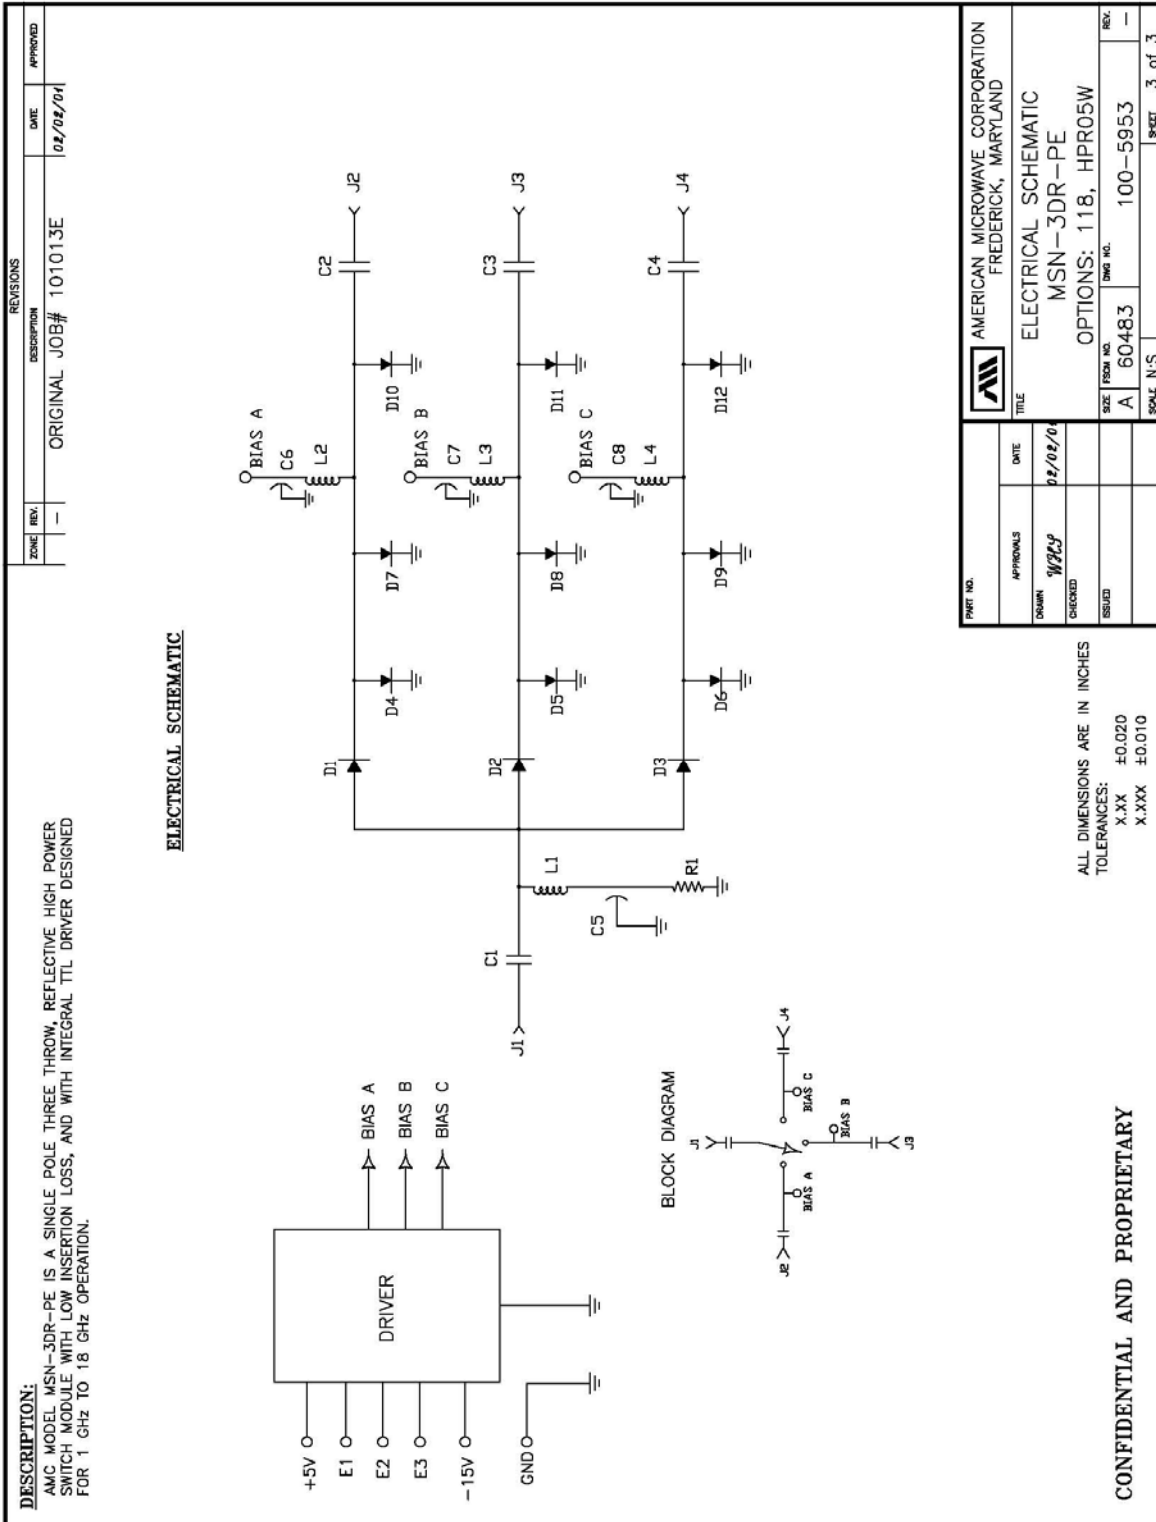 DESCRIPTION:
AMC MODEL MSN-3DR-PE IS A SINGLE POLE THREE THROW, REFLECTIVE HIGH POWER
SWITCH MODULE WITH LOW INSERTION LOSS, AND WITH INTEGRAL TTL DRIVER DESIGNED
FOR 1 GHz TO 18 GHz OPERATION.
REVISIONS
ZONE REV. DESCRIPTION DATE APPROVED
— ORIGINAL JOB# 101013E 02/02/01
ELECTRICAL SCHEMATIC
+5V
E1
E2
E3
-15V
GND
DRIVER
BIAS A
BIAS B
BIAS C
J1
C1
L1
C5
R1
D1
D4
D7
BIAS A
C6
L2
D10
C2
J2
D2
D5
D8
BIAS B
C7
L3
D11
C3
J3
D3
D6
D9
BIAS C
C8
L4
D12
C4
J4
BLOCK DIAGRAM
J1
J2
BIAS A
BIAS C
J4
BIAS B
J3
ALL DIMENSIONS ARE IN INCHES
TOLERANCES:
X.XX ±0.020
X.XXX ±0.010
CONFIDENTIAL AND PROPRIETARY
PART NO.
APPROVALS DATE
DRAWN WHS 02/02/01
CHECKED
ISSUED
AMERICAN MICROWAVE CORPORATION
FREDERICK, MARYLAND
TITLE
ELECTRICAL SCHEMATIC
MSN-3DR-PE
OPTIONS: 118, HPR05W
SIZE A
FSCM NO. 60483
DWG NO. 100-5953
REV. —
SCALE N:S
SHEET 3 of 3